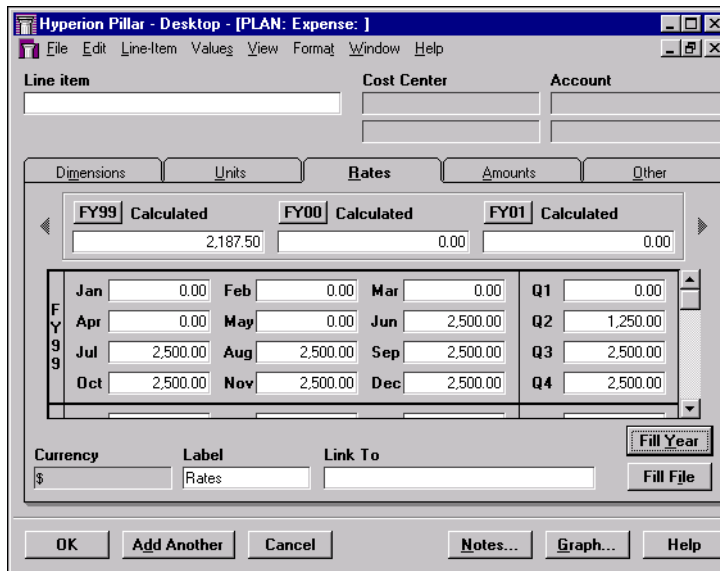 Hyperion Pillar - Desktop - [PLAN: Expense: ]
File Edit Line-Item Values View Format Window Help
Line item Cost Center Account
Dimensions Units Rates Amounts Other
FY99 Calculated FY00 Calculated FY01 Calculated
2,187.50 0.00 0.00
FY99
Jan 0.00 Feb 0.00 Mar 0.00 Q1 0.00
Apr 0.00 May 0.00 Jun 2,500.00 Q2 1,250.00
Jul 2,500.00 Aug 2,500.00 Sep 2,500.00 Q3 2,500.00
Oct 2,500.00 Nov 2,500.00 Dec 2,500.00 Q4 2,500.00
Fill Year
Currency Label Link To
$ Rates
Fill File
OK Add Another Cancel Notes... Graph... Help